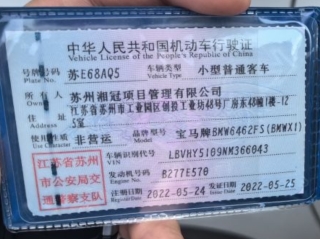 中华人民共和国机动车行驶证
Vehicle License of the People's Republic of China
号牌号码 苏E68AQ5 车辆类型 小型普通客车
Plate No. Vehicle Type
所有人 苏州湘冠项目管理有限公司
Owner
住址 江苏省苏州市工业园区创投工业坊48号厂房东48幢1楼-12
Address 5室
使用性质 非营运 品牌型号 宝马牌BMW6462FS(BMWX1)
Use Character Model
江苏省苏州
市公安局交
通警察支队
车辆识别代号 LBVHY5109NM366043
VIN
发动机号码 B277E570
Engine No.
注册日期 2022-05-24 发证日期 2022-05-25
Register Date Issue Date